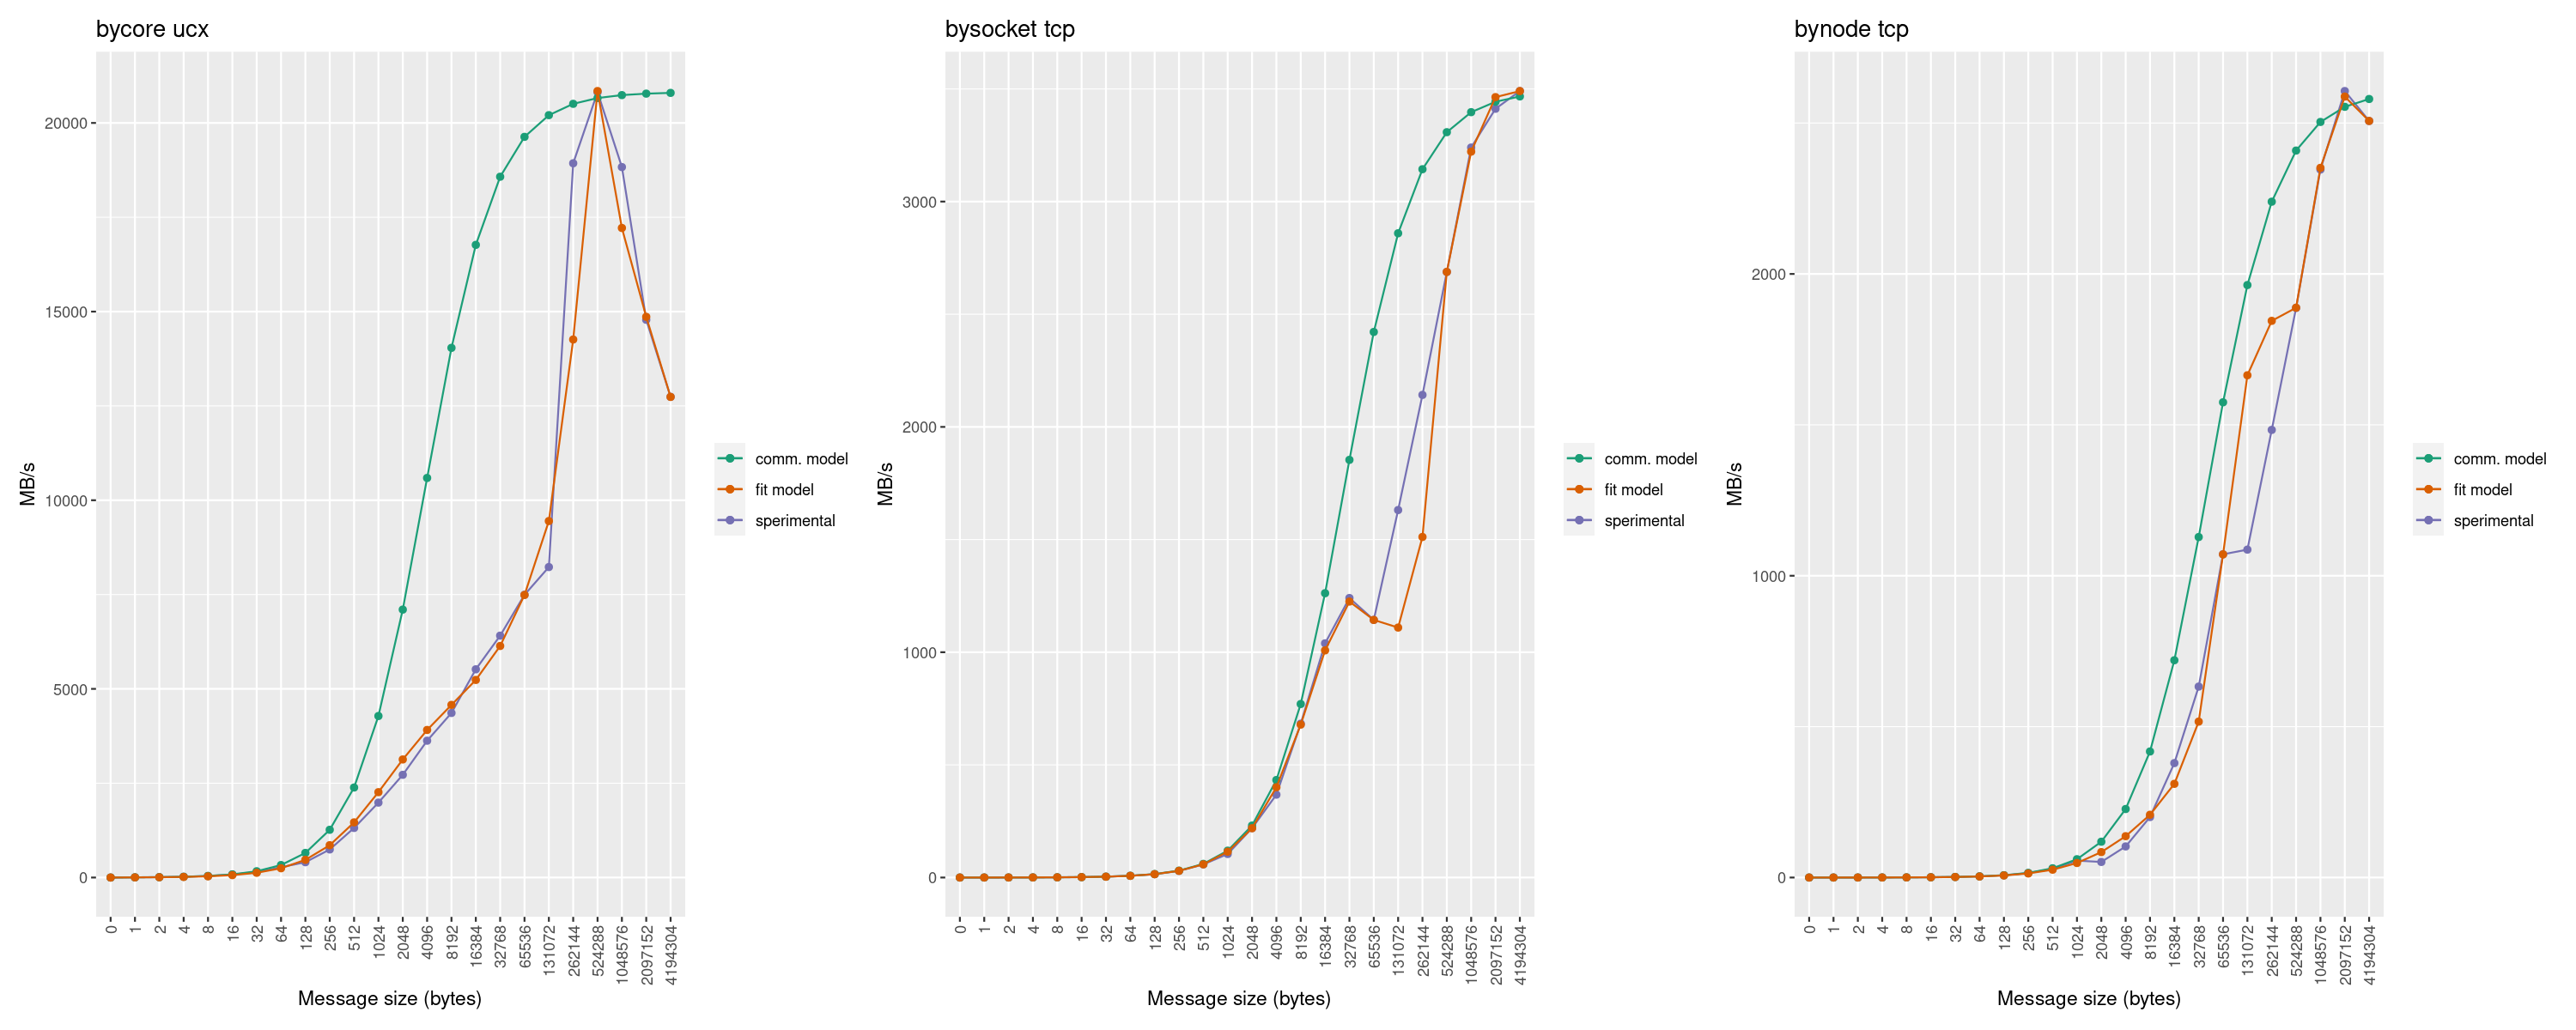 bycore ucx
MB/s
20000
15000
10000
5000
0
0 1 2 4 8 16 32 64 128 256 512 1024 2048 4096 8192 16384 32768 65536 131072 262144 524288 1048576 2097152 4194304
Message size (bytes)
comm. model
fit model
sperimental
bysocket tcp
MB/s
3000
2000
1000
0
0 1 2 4 8 16 32 64 128 256 512 1024 2048 4096 8192 16384 32768 65536 131072 262144 524288 1048576 2097152 4194304
Message size (bytes)
comm. model
fit model
sperimental
bynode tcp
MB/s
2000
1000
0
0 1 2 4 8 16 32 64 128 256 512 1024 2048 4096 8192 16384 32768 65536 131072 262144 524288 1048576 2097152 4194304
Message size (bytes)
comm. model
fit model
sperimental